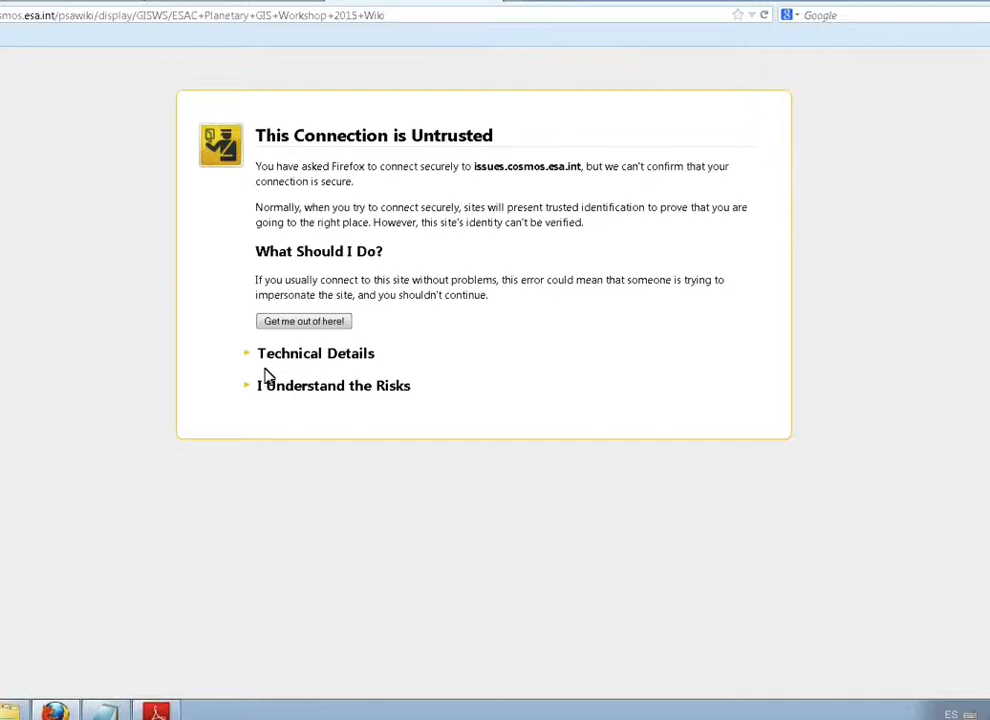 smos.esa.int/psawiki/display/GISWS/ESAC+Planetary+GIS+Workshop+2015+Wiki
Google
This Connection is Untrusted
You have asked Firefox to connect securely to issues.cosmos.esa.int, but we can't confirm that your
connection is secure.
Normally, when you try to connect securely, sites will present trusted identification to prove that you are
going to the right place. However, this site's identity can't be verified.
What Should I Do?
If you usually connect to this site without problems, this error could mean that someone is trying to
impersonate the site, and you shouldn't continue.
Get me out of here!
Technical Details
I Understand the Risks
ES